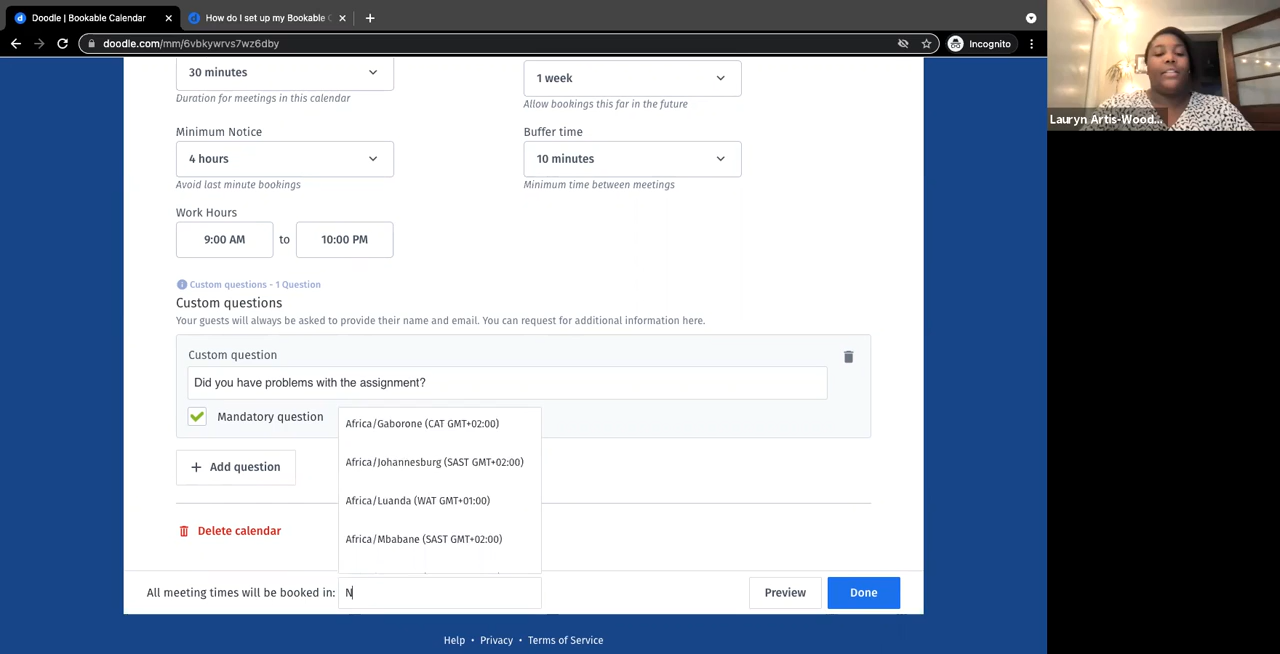 Doodle | Bookable Calendar
How do I set up my Bookable C
doodle.com/mm/6vbkywrvs7wz6dby
Incognito
30 minutes
Duration for meetings in this calendar
1 week
Allow bookings this far in the future
Minimum Notice
4 hours
Avoid last minute bookings
Buffer time
10 minutes
Minimum time between meetings
Work Hours
9:00 AM to 10:00 PM
Custom questions - 1 Question
Custom questions
Your guests will always be asked to provide their name and email. You can request for additional information here.
Custom question
Did you have problems with the assignment?
Mandatory question
Africa/Gaborone (CAT GMT+02:00)
Africa/Johannesburg (SAST GMT+02:00)
Africa/Luanda (WAT GMT+01:00)
Africa/Mbabane (SAST GMT+02:00)
+ Add question
Delete calendar
All meeting times will be booked in: N
Preview
Done
Help • Privacy • Terms of Service
Lauryn Artis-Wood...